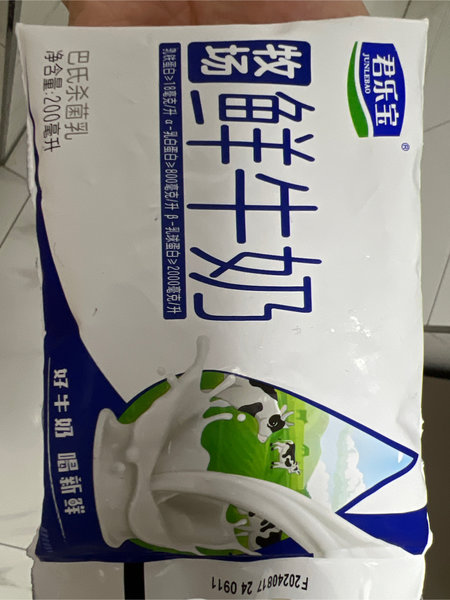 君乐宝
JUNLEBAO
®
牧场
鲜牛奶
乳铁蛋白≥18毫克/升 α-乳白蛋白≥800毫克/升 β-乳球蛋白≥2000毫克/升
巴氏杀菌乳
净含量:200毫升
好牛奶 喝新鲜
F20240817 24 0911